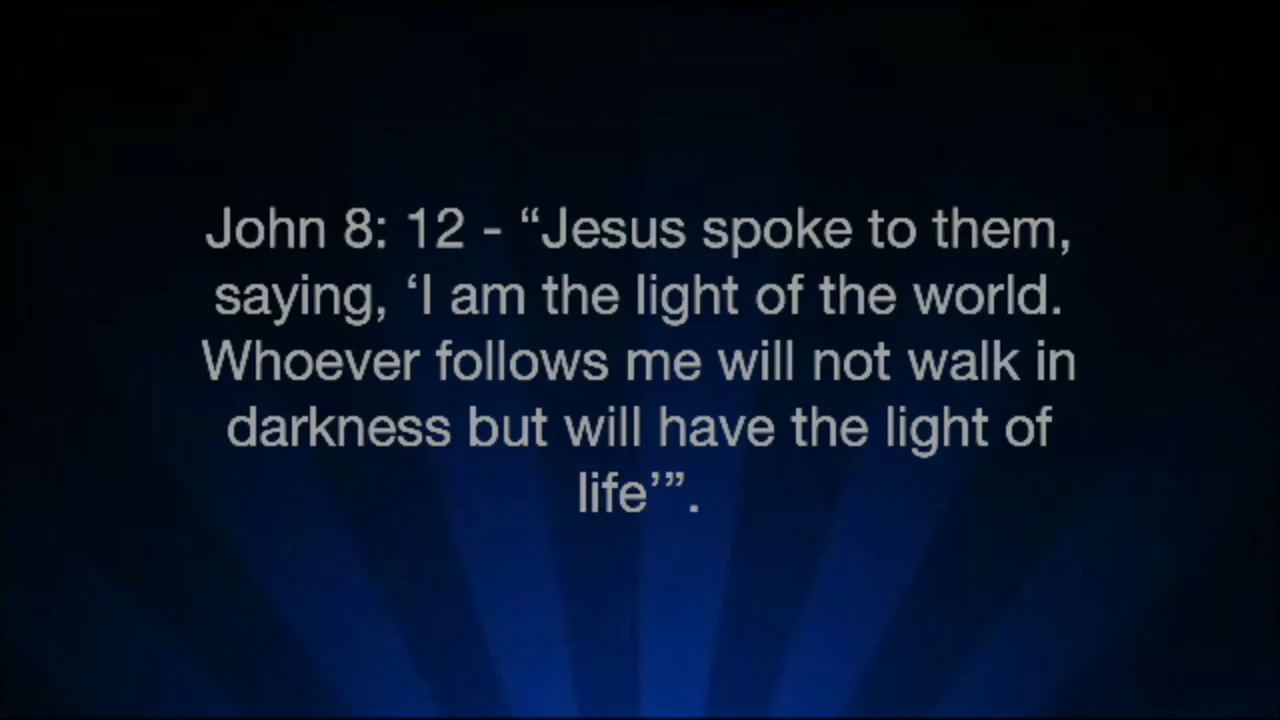 John 8: 12 - “Jesus spoke to them,
saying, ‘I am the light of the world.
Whoever follows me will not walk in
darkness but will have the light of
life’”.